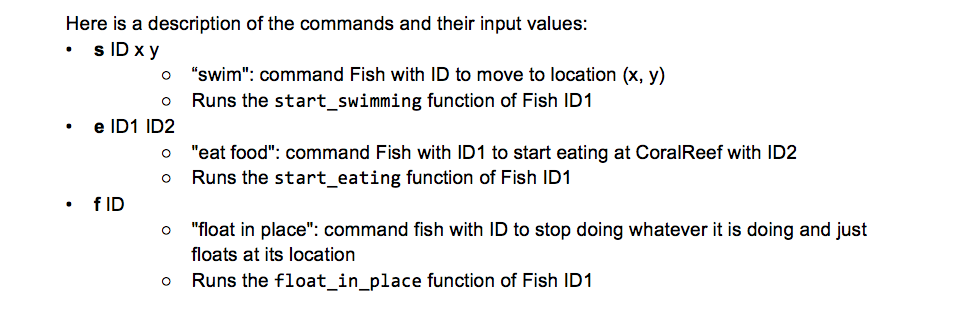 Here is a description of the commands and their input values:
• s ID x y
○ “swim": command Fish with ID to move to location (x, y)
○ Runs the start_swimming function of Fish ID1
• e ID1 ID2
○ "eat food": command Fish with ID1 to start eating at CoralReef with ID2
○ Runs the start_eating function of Fish ID1
• f ID
○ "float in place": command fish with ID to stop doing whatever it is doing and just
floats at its location
○ Runs the float_in_place function of Fish ID1